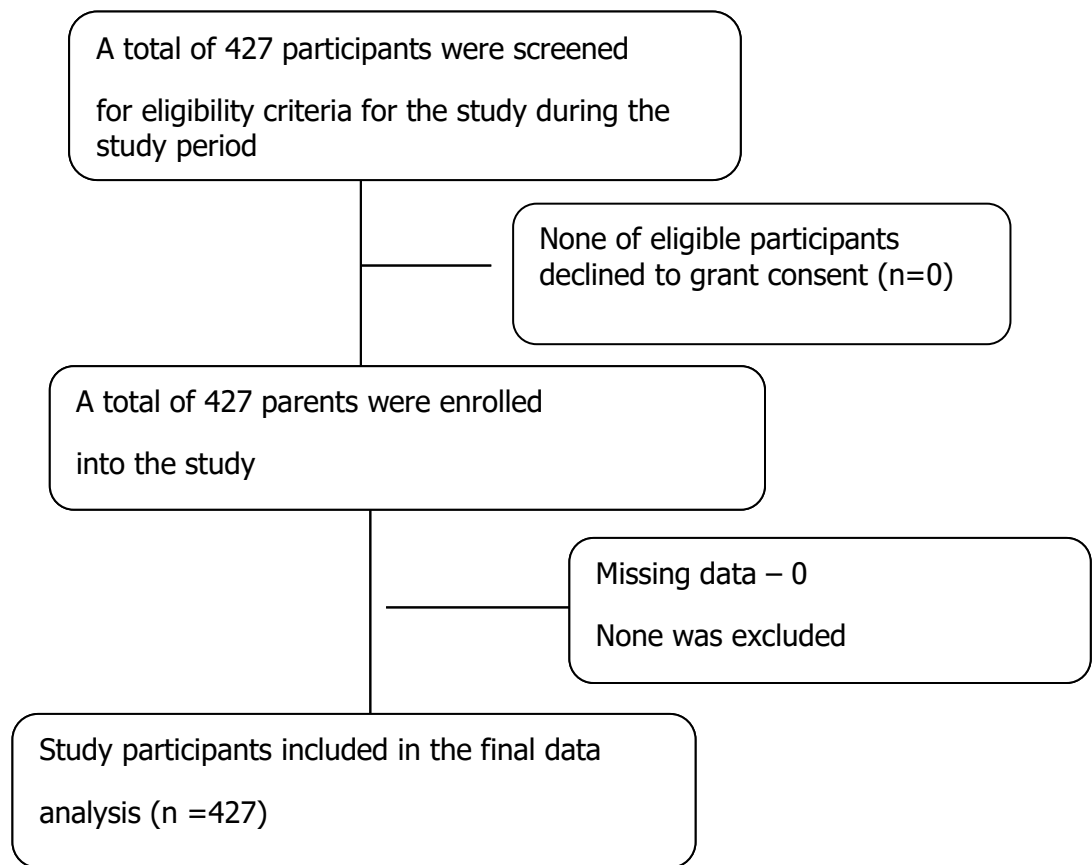 A total of 427 participants were screened
for eligibility criteria for the study during the
study period
None of eligible participants
declined to grant consent (n=0)
A total of 427 parents were enrolled
into the study
Missing data – 0
None was excluded
Study participants included in the final data
analysis (n =427)